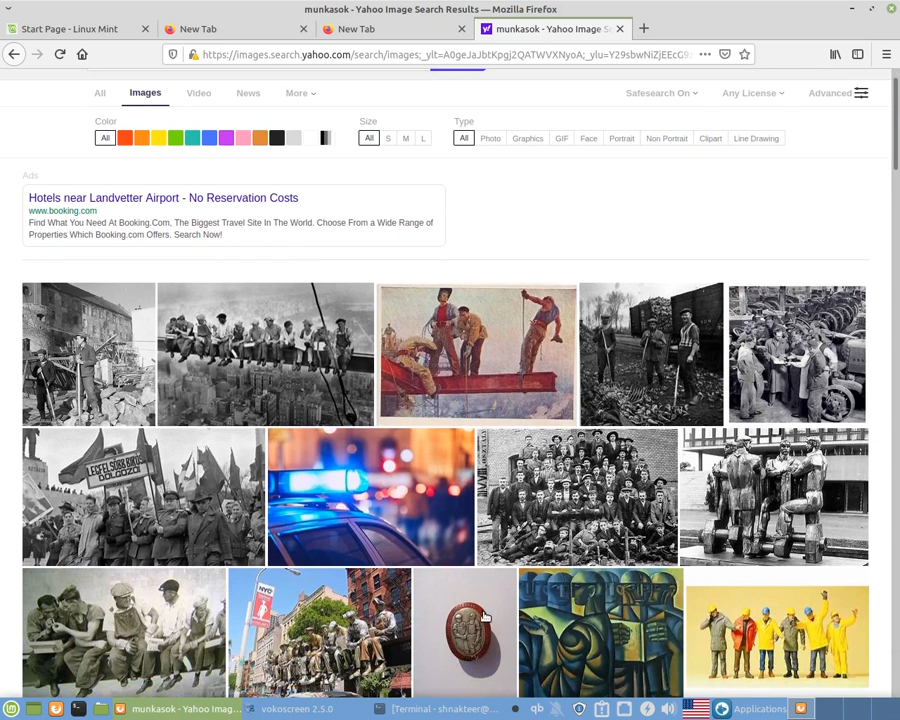 munkasok - Yahoo Image Search Results — Mozilla Firefox
Start Page - Linux Mint
New Tab
New Tab
munkasok - Yahoo Image S
https://images.search.yahoo.com/search/images;_ylt=A0geJaJbtKpgj2QATWVXNyoA;_ylu=Y29sbwNiZjEEcG9
All
Images
Video
News
More
Safesearch On
Any License
Advanced
Color
Size
Type
All
All
S
M
L
All
Photo
Graphics
GIF
Face
Portrait
Non Portrait
Clipart
Line Drawing
Ads
Hotels near Landvetter Airport - No Reservation Costs
www.booking.com
Find What You Need At Booking.Com, The Biggest Travel Site In The World. Choose From a Wide Range of
Properties Which Booking.com Offers. Search Now!
DOLGOZÓI
NYC
munkasok - Yahoo Imag...
vokoscreen 2.5.0
[Terminal - shnakteer@...
qb
Applications